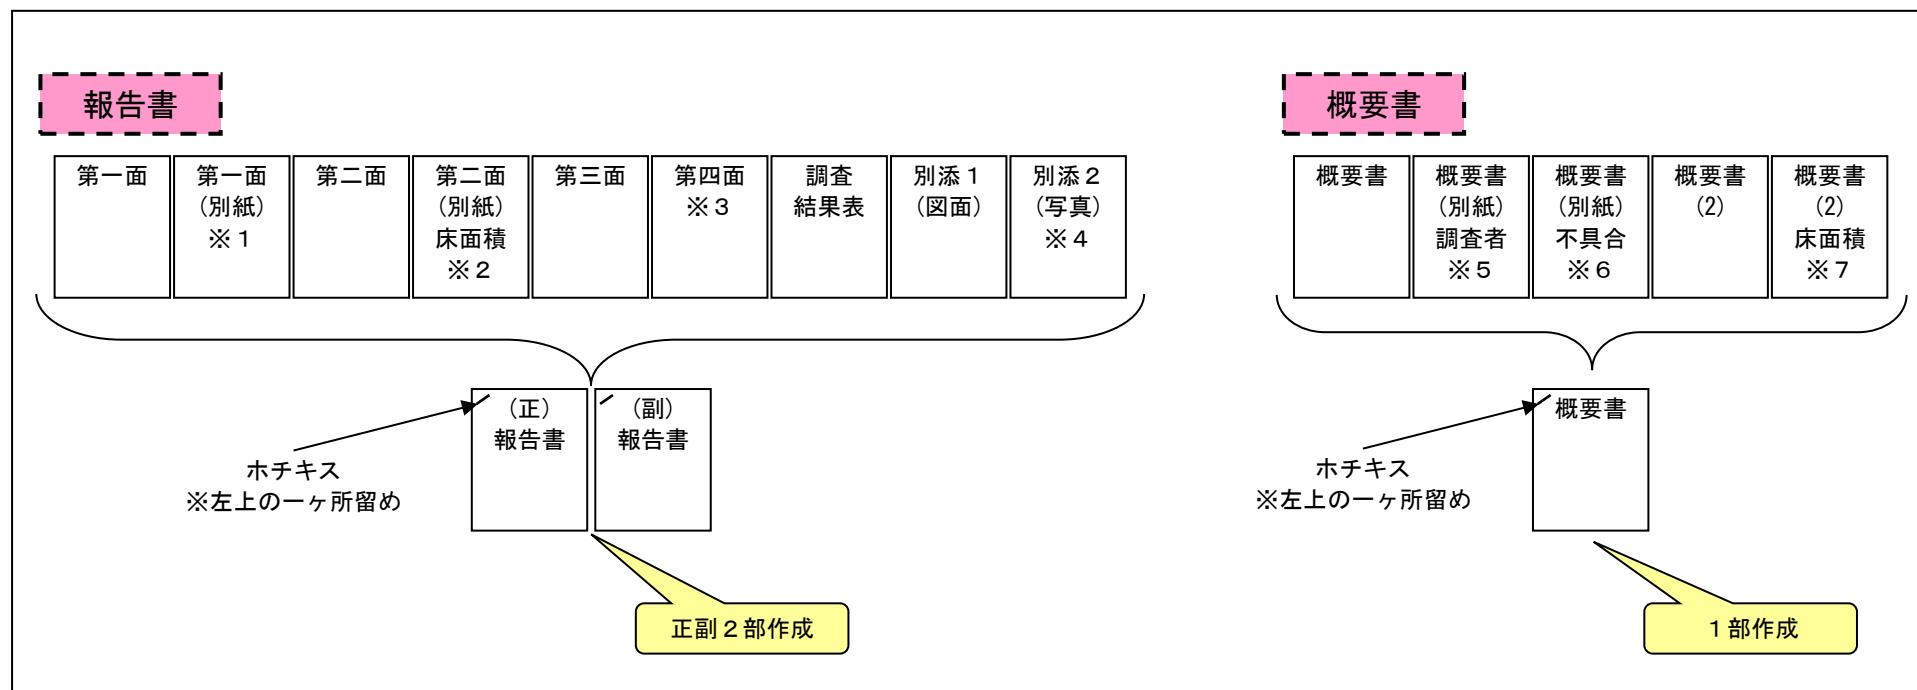 報告書
概要書
第一面
第一面
(別紙)
※1
第二面
第二面
(別紙)
床面積
※2
第三面
第四面
※3
調査
結果表
別添1
(図面)
別添2
(写真)
※4
概要書
概要書
(別紙)
調査者
※5
概要書
(別紙)
不具合
※6
概要書
(2)
概要書
(2)
床面積
※7
(正)
報告書
(副)
報告書
ホチキス
※左上の一ヶ所留め
正副2部作成
概要書
ホチキス
※左上の一ヶ所留め
1部作成